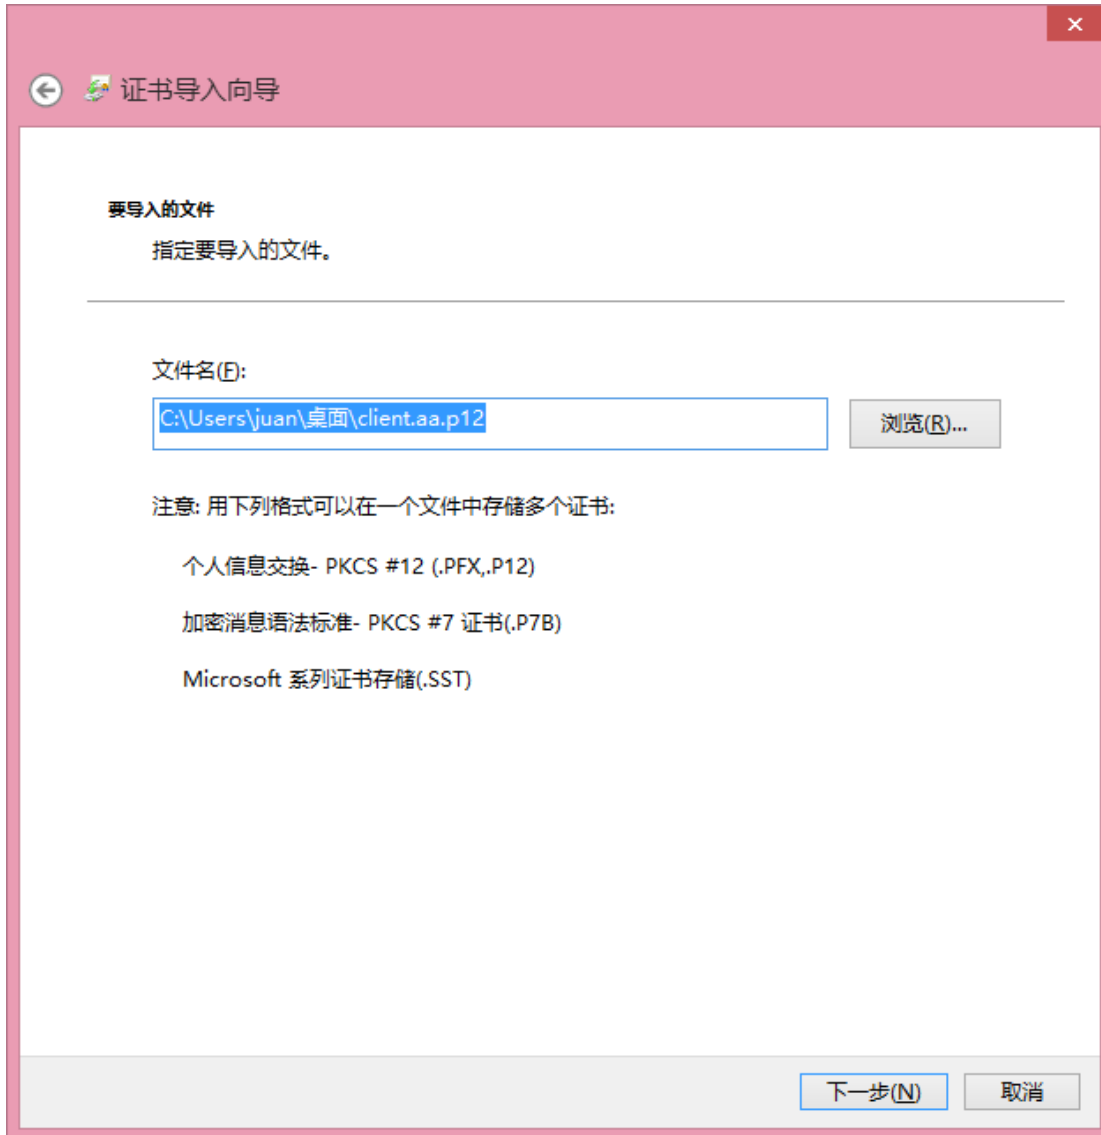 证书导入向导
要导入的文件
指定要导入的文件。
文件名(F):
C:\Users\juan\桌面\client.aa.p12
浏览(R)...
注意: 用下列格式可以在一个文件中存储多个证书:
个人信息交换- PKCS #12 (.PFX,.P12)
加密消息语法标准- PKCS #7 证书(.P7B)
Microsoft 系列证书存储(.SST)
下一步(N)
取消